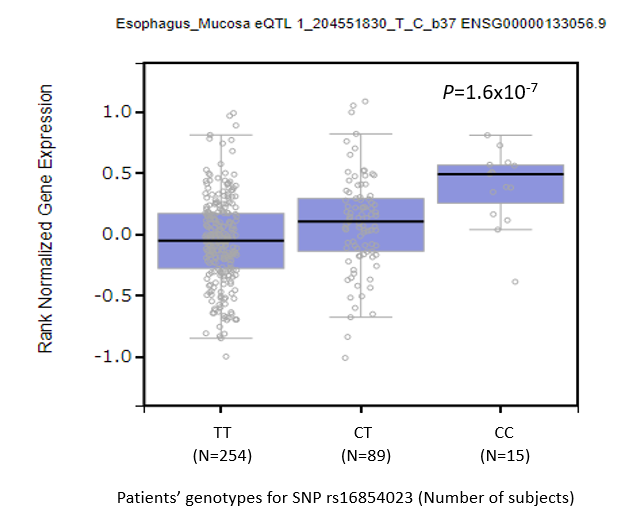 Esophagus_Mucosa eQTL 1_204551830_T_C_b37 ENSG00000133056.9
P=1.6x10-7
Rank Normalized Gene Expression
1.0
0.5
0.0
-0.5
-1.0
TT CT CC
(N=254) (N=89) (N=15)
Patients’ genotypes for SNP rs16854023 (Number of subjects)